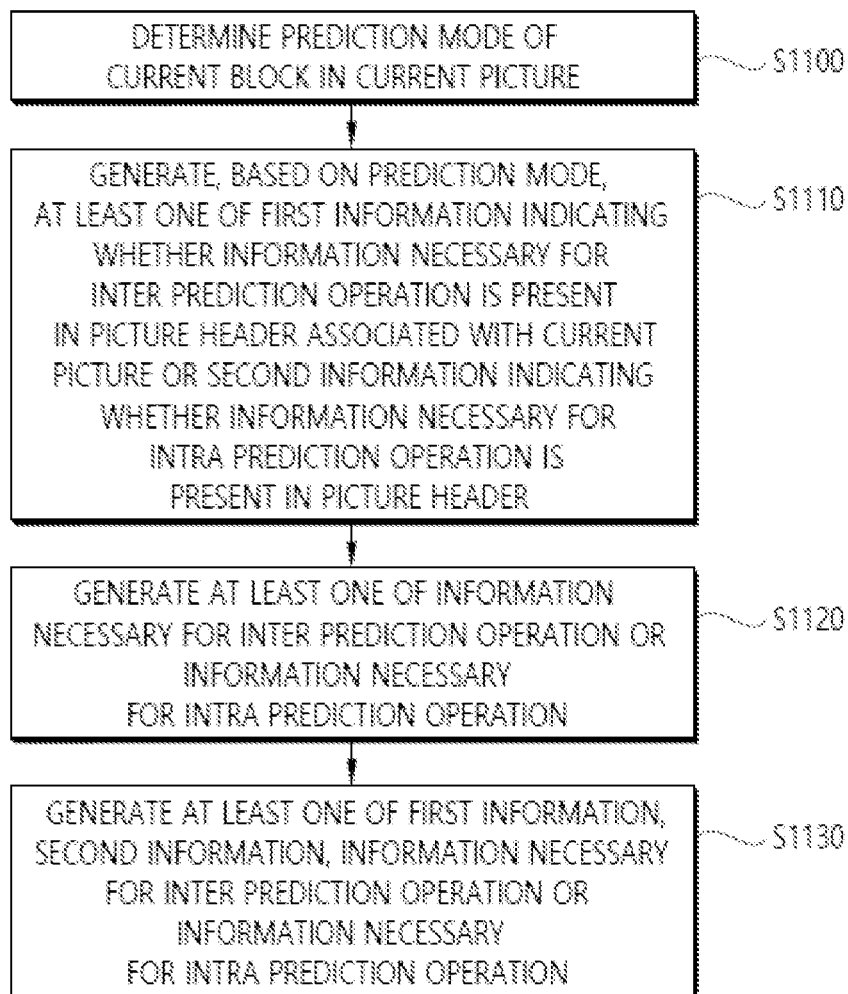 DETERMINE PREDICTION MODE OF
CURRENT BLOCK IN CURRENT PICTURE
S1100
GENERATE, BASED ON PREDICTION MODE,
AT LEAST ONE OF FIRST INFORMATION INDICATING
WHETHER INFORMATION NECESSARY FOR
INTER PREDICTION OPERATION IS PRESENT
IN PICTURE HEADER ASSOCIATED WITH CURRENT
PICTURE OR SECOND INFORMATION INDICATING
WHETHER INFORMATION NECESSARY FOR
INTRA PREDICTION OPERATION IS
PRESENT IN PICTURE HEADER
S1110
GENERATE AT LEAST ONE OF INFORMATION
NECESSARY FOR INTER PREDICTION OPERATION OR
INFORMATION NECESSARY
FOR INTRA PREDICTION OPERATION
S1120
GENERATE AT LEAST ONE OF FIRST INFORMATION,
SECOND INFORMATION, INFORMATION NECESSARY
FOR INTER PREDICTION OPERATION OR
INFORMATION NECESSARY
FOR INTRA PREDICTION OPERATION
S1130